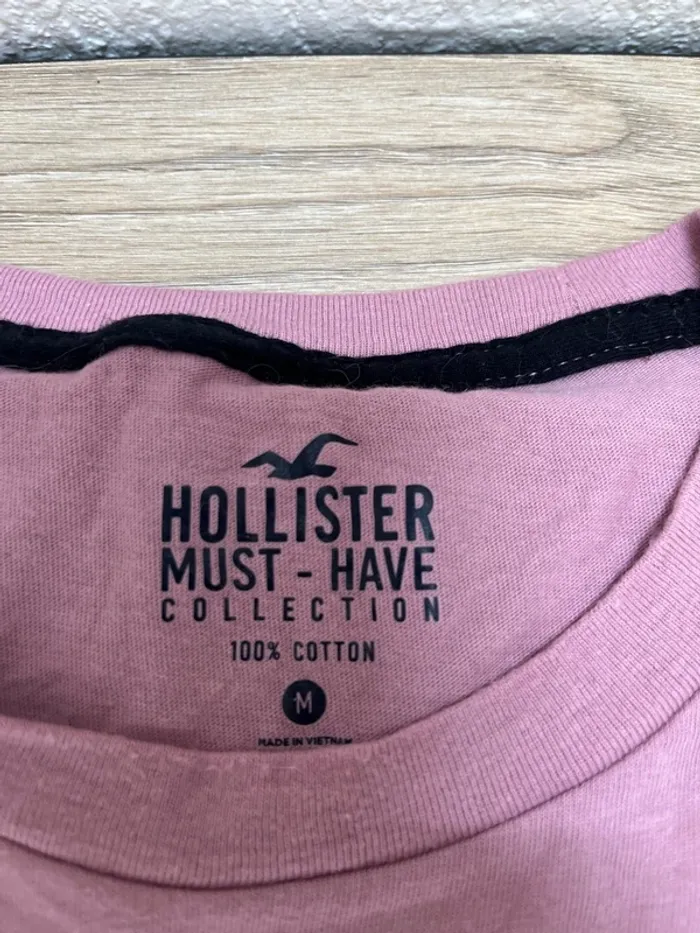 HOLLISTER
MUST - HAVE
COLLECTION
100% COTTON
M
MADE IN VIETNAM